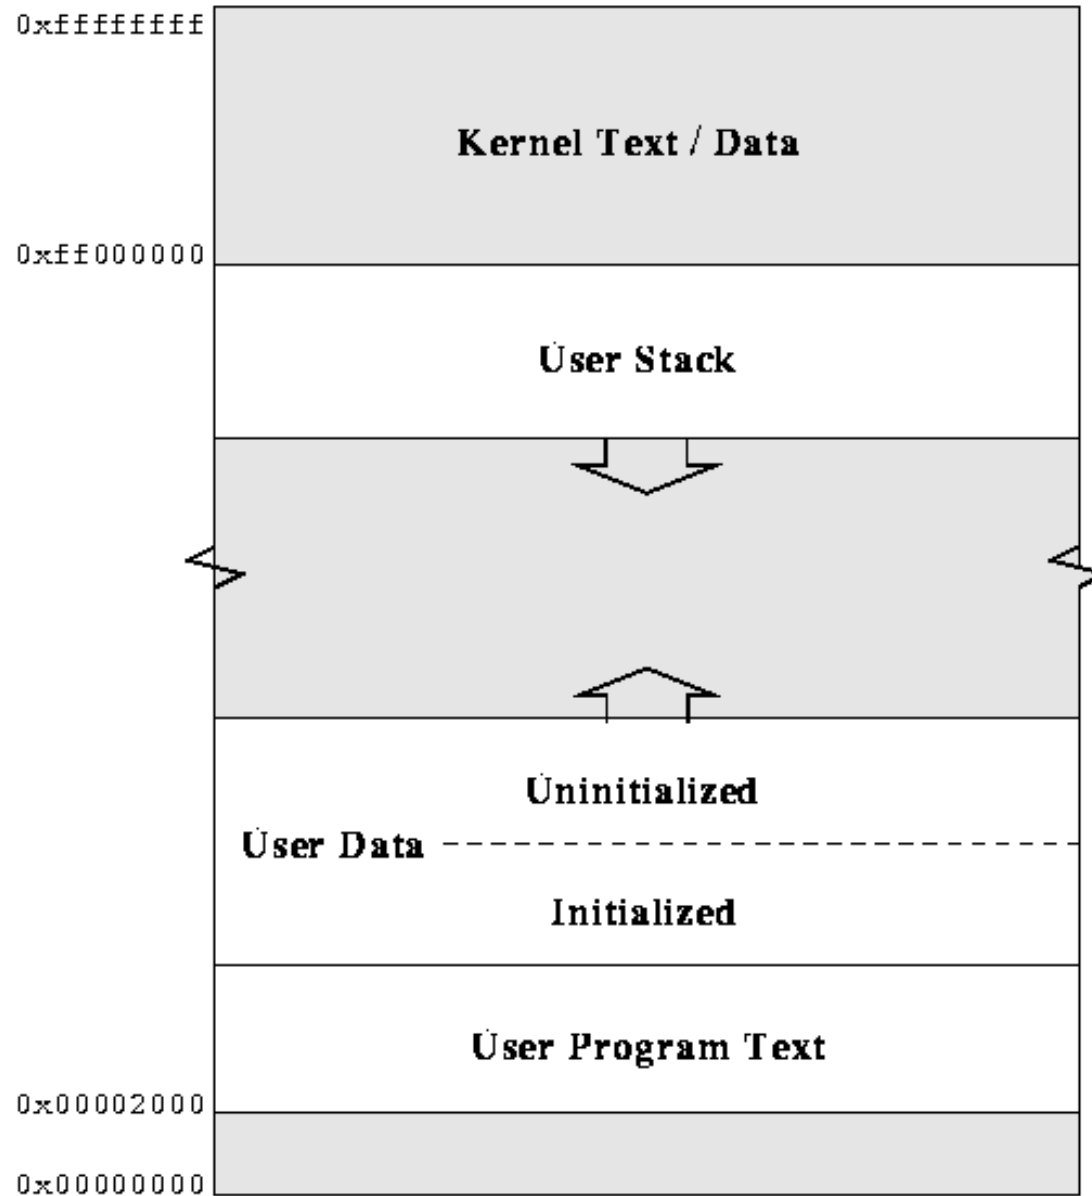 0xffffffff
Kernel Text / Data
0xff000000
User Stack
Uninitialized
User Data
Initialized
User Program Text
0x00002000
0x00000000